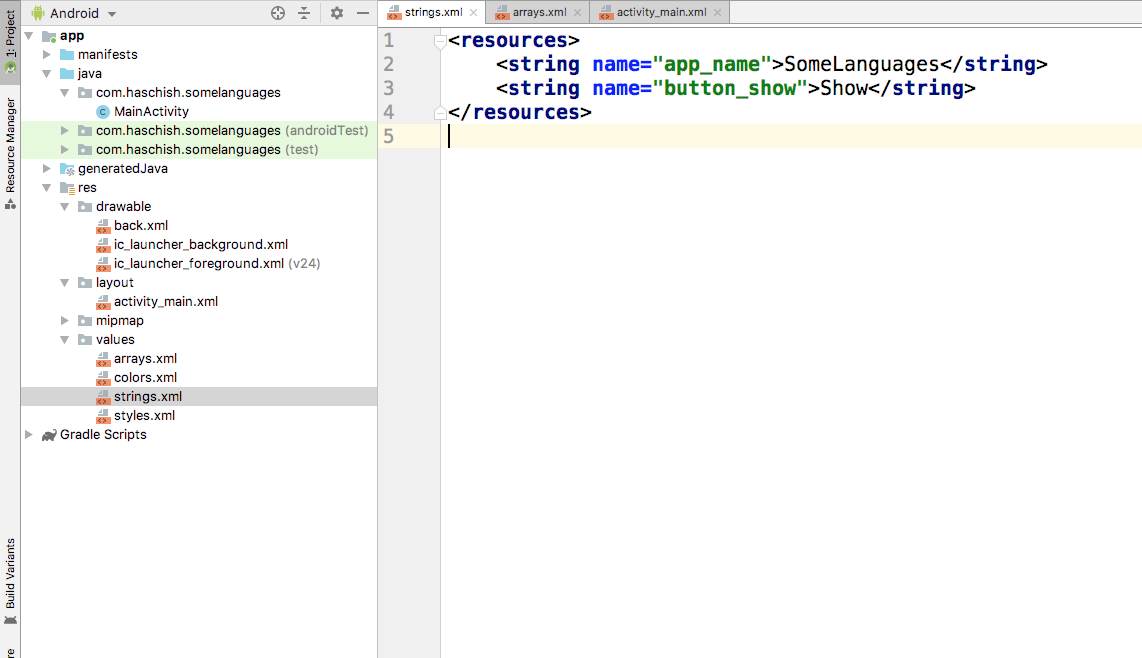 1: Project
Resource Manager
Build Variants
re
Android
app
manifests
java
com.haschish.somelanguages
MainActivity
com.haschish.somelanguages (androidTest)
com.haschish.somelanguages (test)
generatedJava
res
drawable
back.xml
ic_launcher_background.xml
ic_launcher_foreground.xml (v24)
layout
activity_main.xml
mipmap
values
arrays.xml
colors.xml
strings.xml
styles.xml
Gradle Scripts
strings.xml arrays.xml activity_main.xml
1 <resources>
2 <string name="app_name">SomeLanguages</string>
3 <string name="button_show">Show</string>
4 </resources>
5